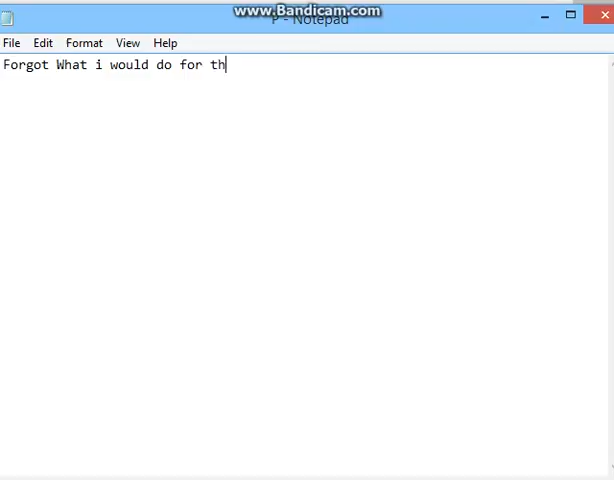 www.Bandicam.com
P - Notepad
File Edit Format View Help
Forgot What i would do for th